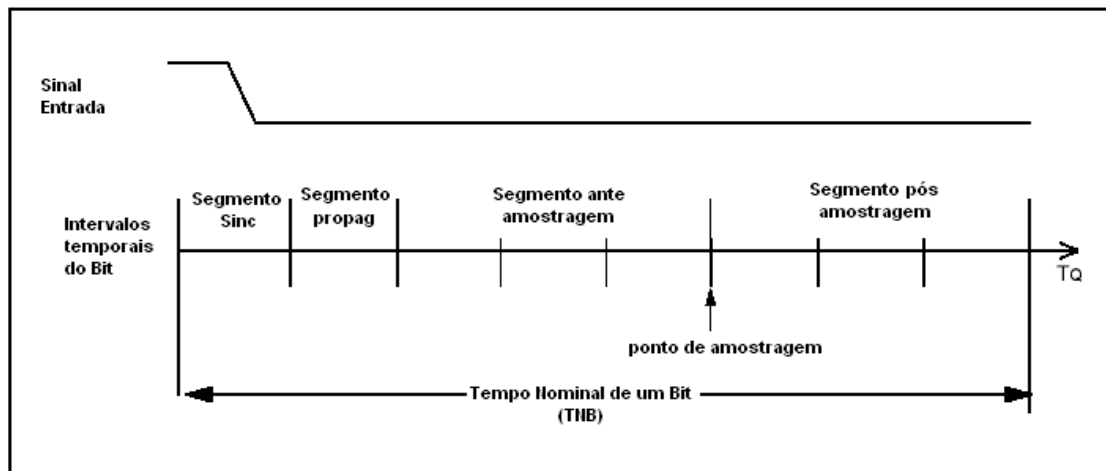 Sinal
Entrada
Segmento
Sinc
Segmento
propag
Segmento ante
amostragem
Segmento pós
amostragem
Intervalos
temporais
do Bit
TQ
ponto de amostragem
Tempo Nominal de um Bit
(TNB)